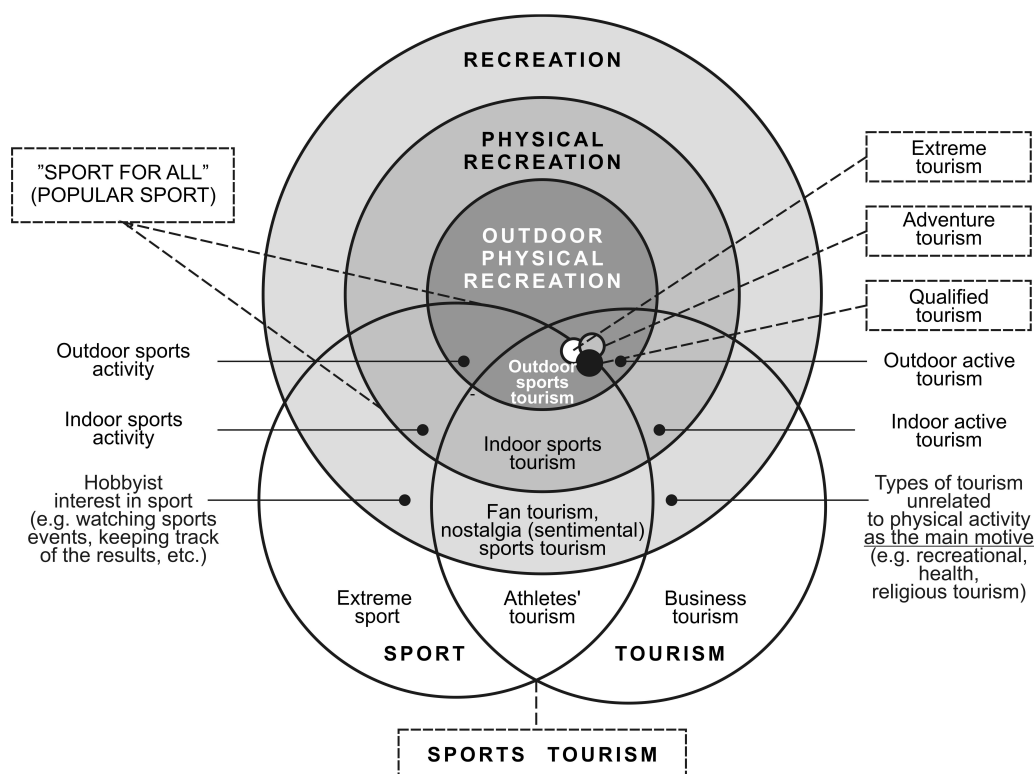 RECREATION
PHYSICAL
RECREATION
OUTDOOR
PHYSICAL
RECREATION
”SPORT FOR ALL”
(POPULAR SPORT)
Extreme
tourism
Adventure
tourism
Qualified
tourism
Outdoor sports
activity
Outdoor
sports
tourism
Outdoor active
tourism
Indoor sports
activity
Indoor sports
tourism
Indoor active
tourism
Hobbyist
interest in sport
(e.g. watching sports
events, keeping track
of the results, etc.)
Fan tourism,
nostalgia (sentimental)
sports tourism
Types of tourism
unrelated
to physical activity
as the main motive
(e.g. recreational,
health,
religious tourism)
Extreme
sport
Athletes'
tourism
Business
tourism
SPORT
TOURISM
SPORTS TOURISM